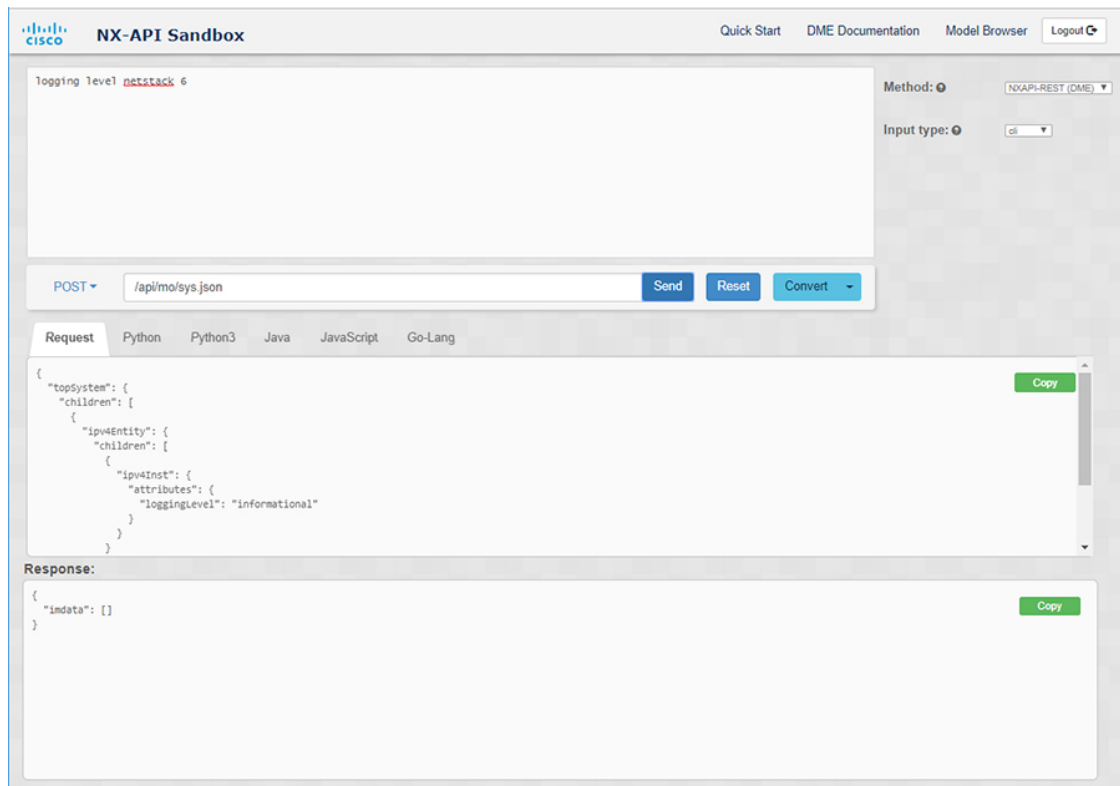 cisco NX-API Sandbox Quick Start DME Documentation Model Browser Logout
logging level netstack 6
Method: NXAPI-REST (DME)
Input type: cli
POST /api/mo/sys.json Send Reset Convert
Request Python Python3 Java JavaScript Go-Lang
Copy
{
"topSystem": {
"children": [
{
"ipv4Entity": {
"children": [
{
"ipv4Inst": {
"attributes": {
"loggingLevel": "informational"
}
}
}
Response:
Copy
{
"imdata": []
}